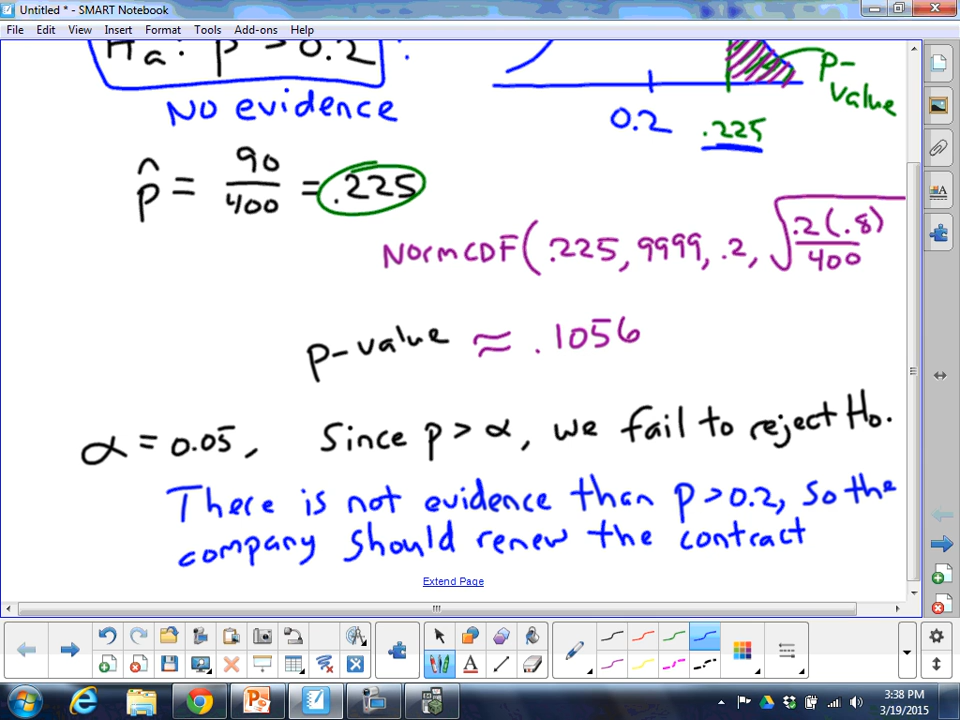 Untitled * - SMART Notebook
File Edit View Insert Format Tools Add-ons Help
Ha: p > 0.2
No evidence
p-
value
0.2 .225
p̂ = 90/400 = .225
NormCDF(.225, 9999, .2, √.2(.8)/400
p-value ≈ .1056
α = 0.05, Since p > α, we fail to reject H0.
There is not evidence than p > 0.2, so the
company should renew the contract
Extend Page
3:38 PM
3/19/2015